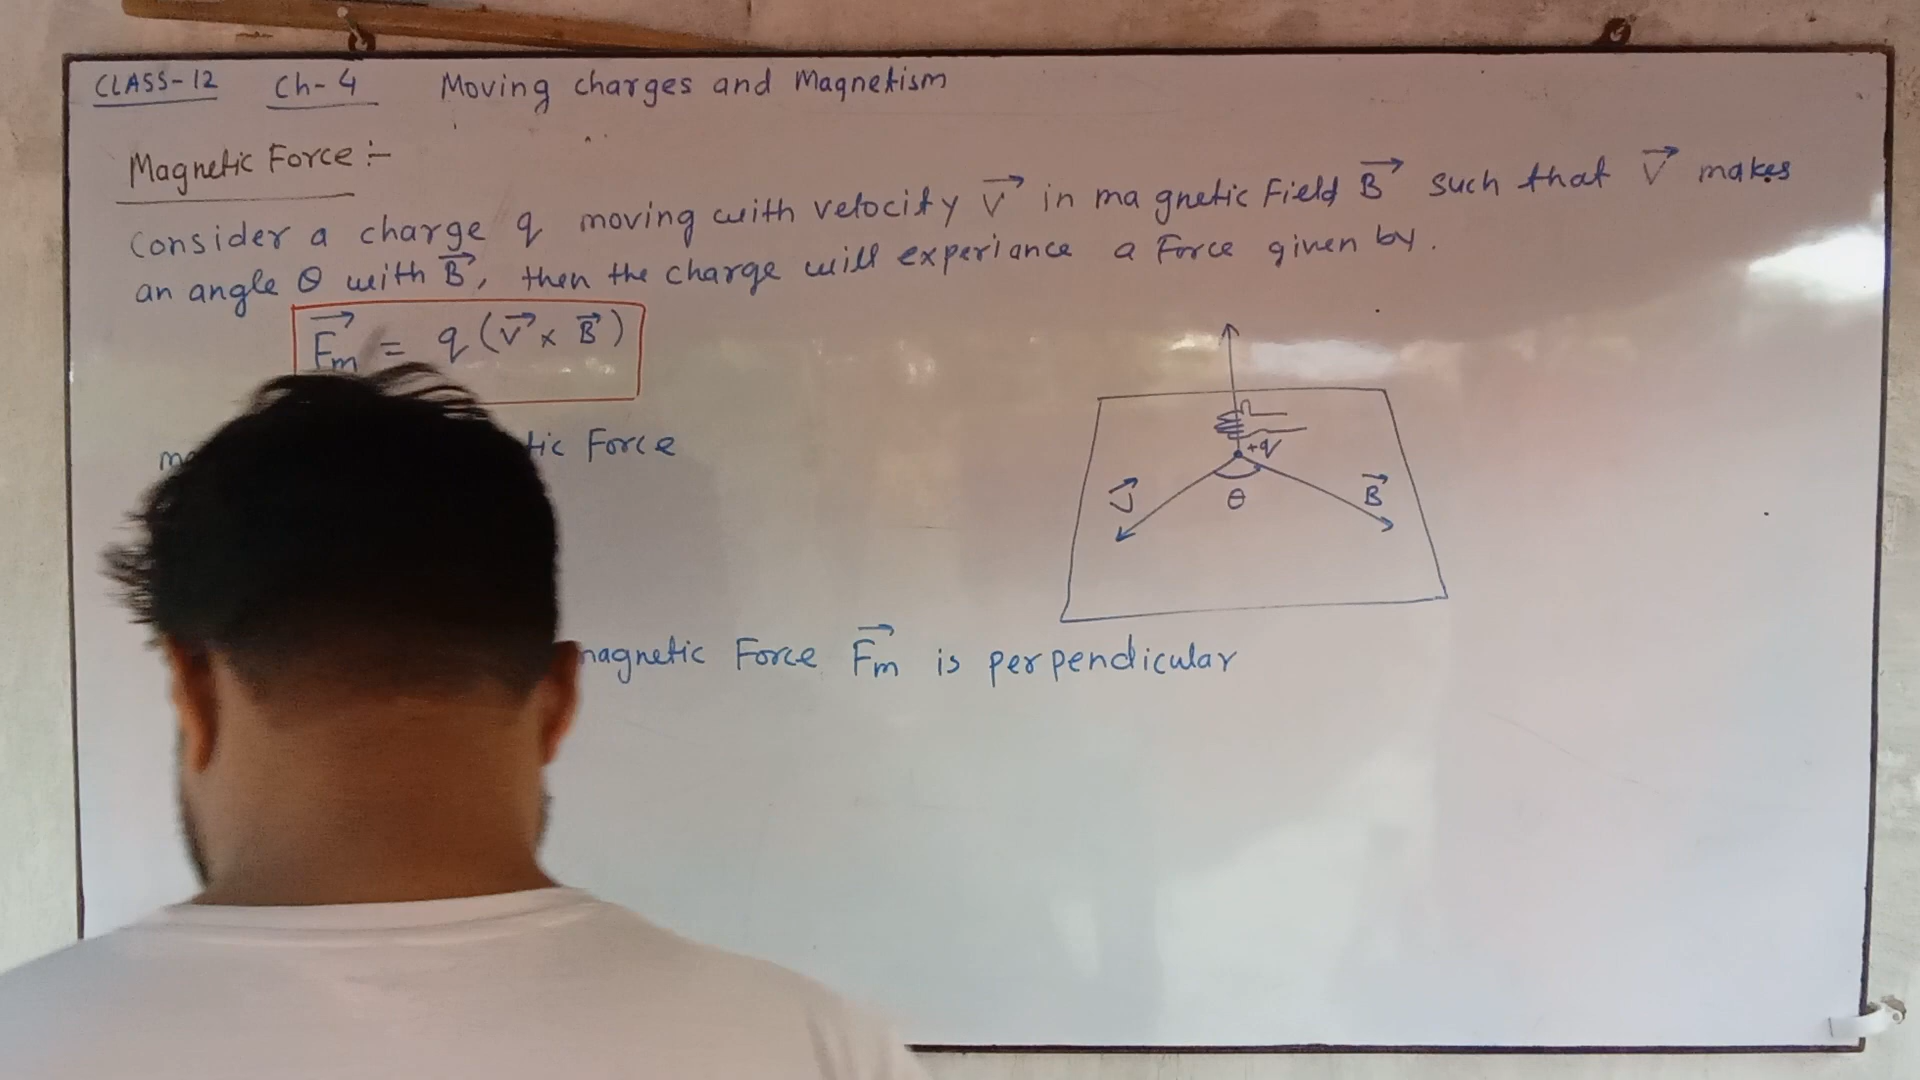 CLASS-12 Ch-4 Moving charges and Magnetism
Magnetic Force :-
Consider a charge q moving with velocity V⃗ in magnetic Field B⃗ such that V⃗ makes
an angle θ with B⃗, then the charge will experiance a Force given by.
F⃗m = q (V⃗ x B⃗)
tic Force
+q
V⃗ θ B⃗
magnetic Force F⃗m is perpendicular